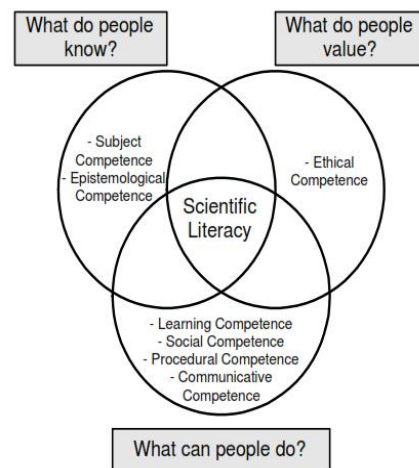 What do people
know?
What do people
value?
- Subject
Competence
- Epistemological
Competence
- Ethical
Competence
Scientific
Literacy
- Learning Competence
- Social Competence
- Procedural Competence
- Communicative
Competence
What can people do?